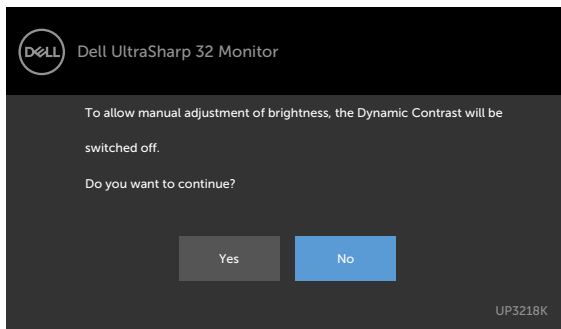 DELL
Dell UltraSharp 32 Monitor
To allow manual adjustment of brightness, the Dynamic Contrast will be
switched off.
Do you want to continue?
Yes
No
UP3218K